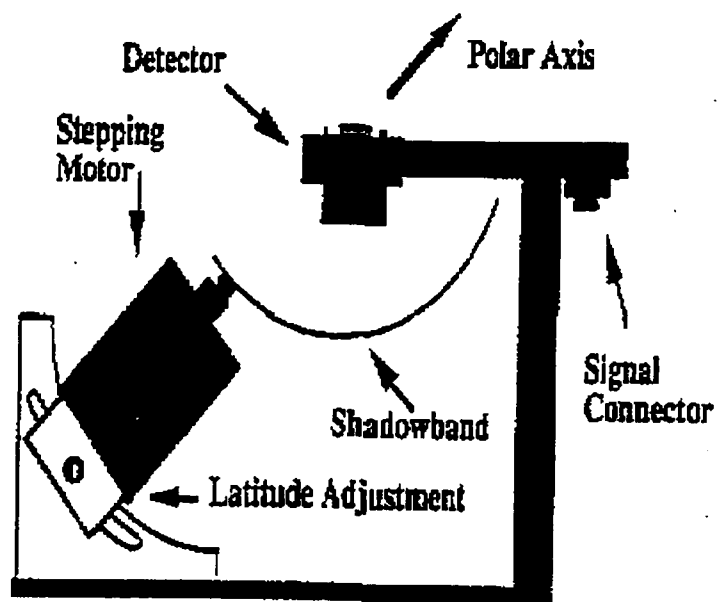 Polar Axis
Detector
Stepping
Motor
Signal
Connector
Shadowband
Latitude Adjustment